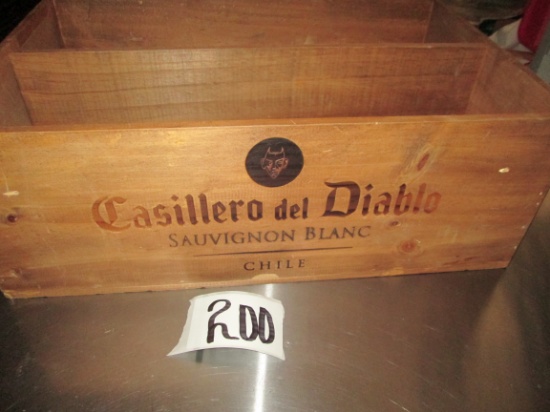 Casillero del Diablo
SAUVIGNON BLANC
CHILE
200